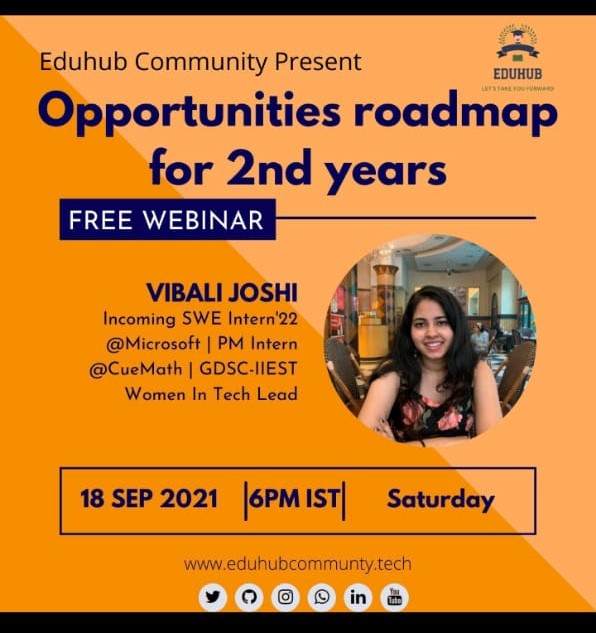 Eduhub Community Present
EDUHUB
LET'S TAKE YOU FORWARD
Opportunities roadmap
for 2nd years
FREE WEBINAR
VIBALI JOSHI
Incoming SWE Intern'22
@Microsoft | PM Intern
@CueMath | GDSC-IIEST
Women In Tech Lead
18 SEP 2021 |6PM IST| Saturday
www.eduhubcommunty.tech
You
Tube